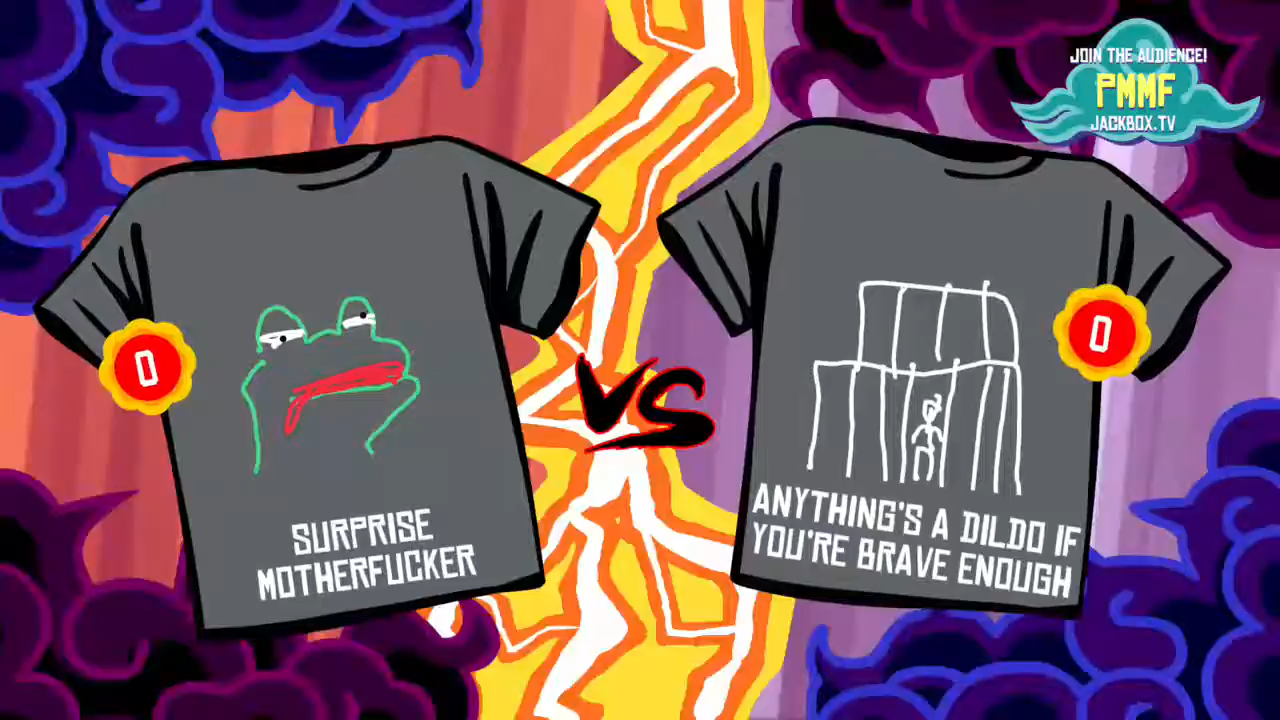 JOIN THE AUDIENCE!
PMMF
JACKBOX.TV
0
SURPRISE
MOTHERFUCKER
VS
0
ANYTHING'S A DILDO IF
YOU'RE BRAVE ENOUGH